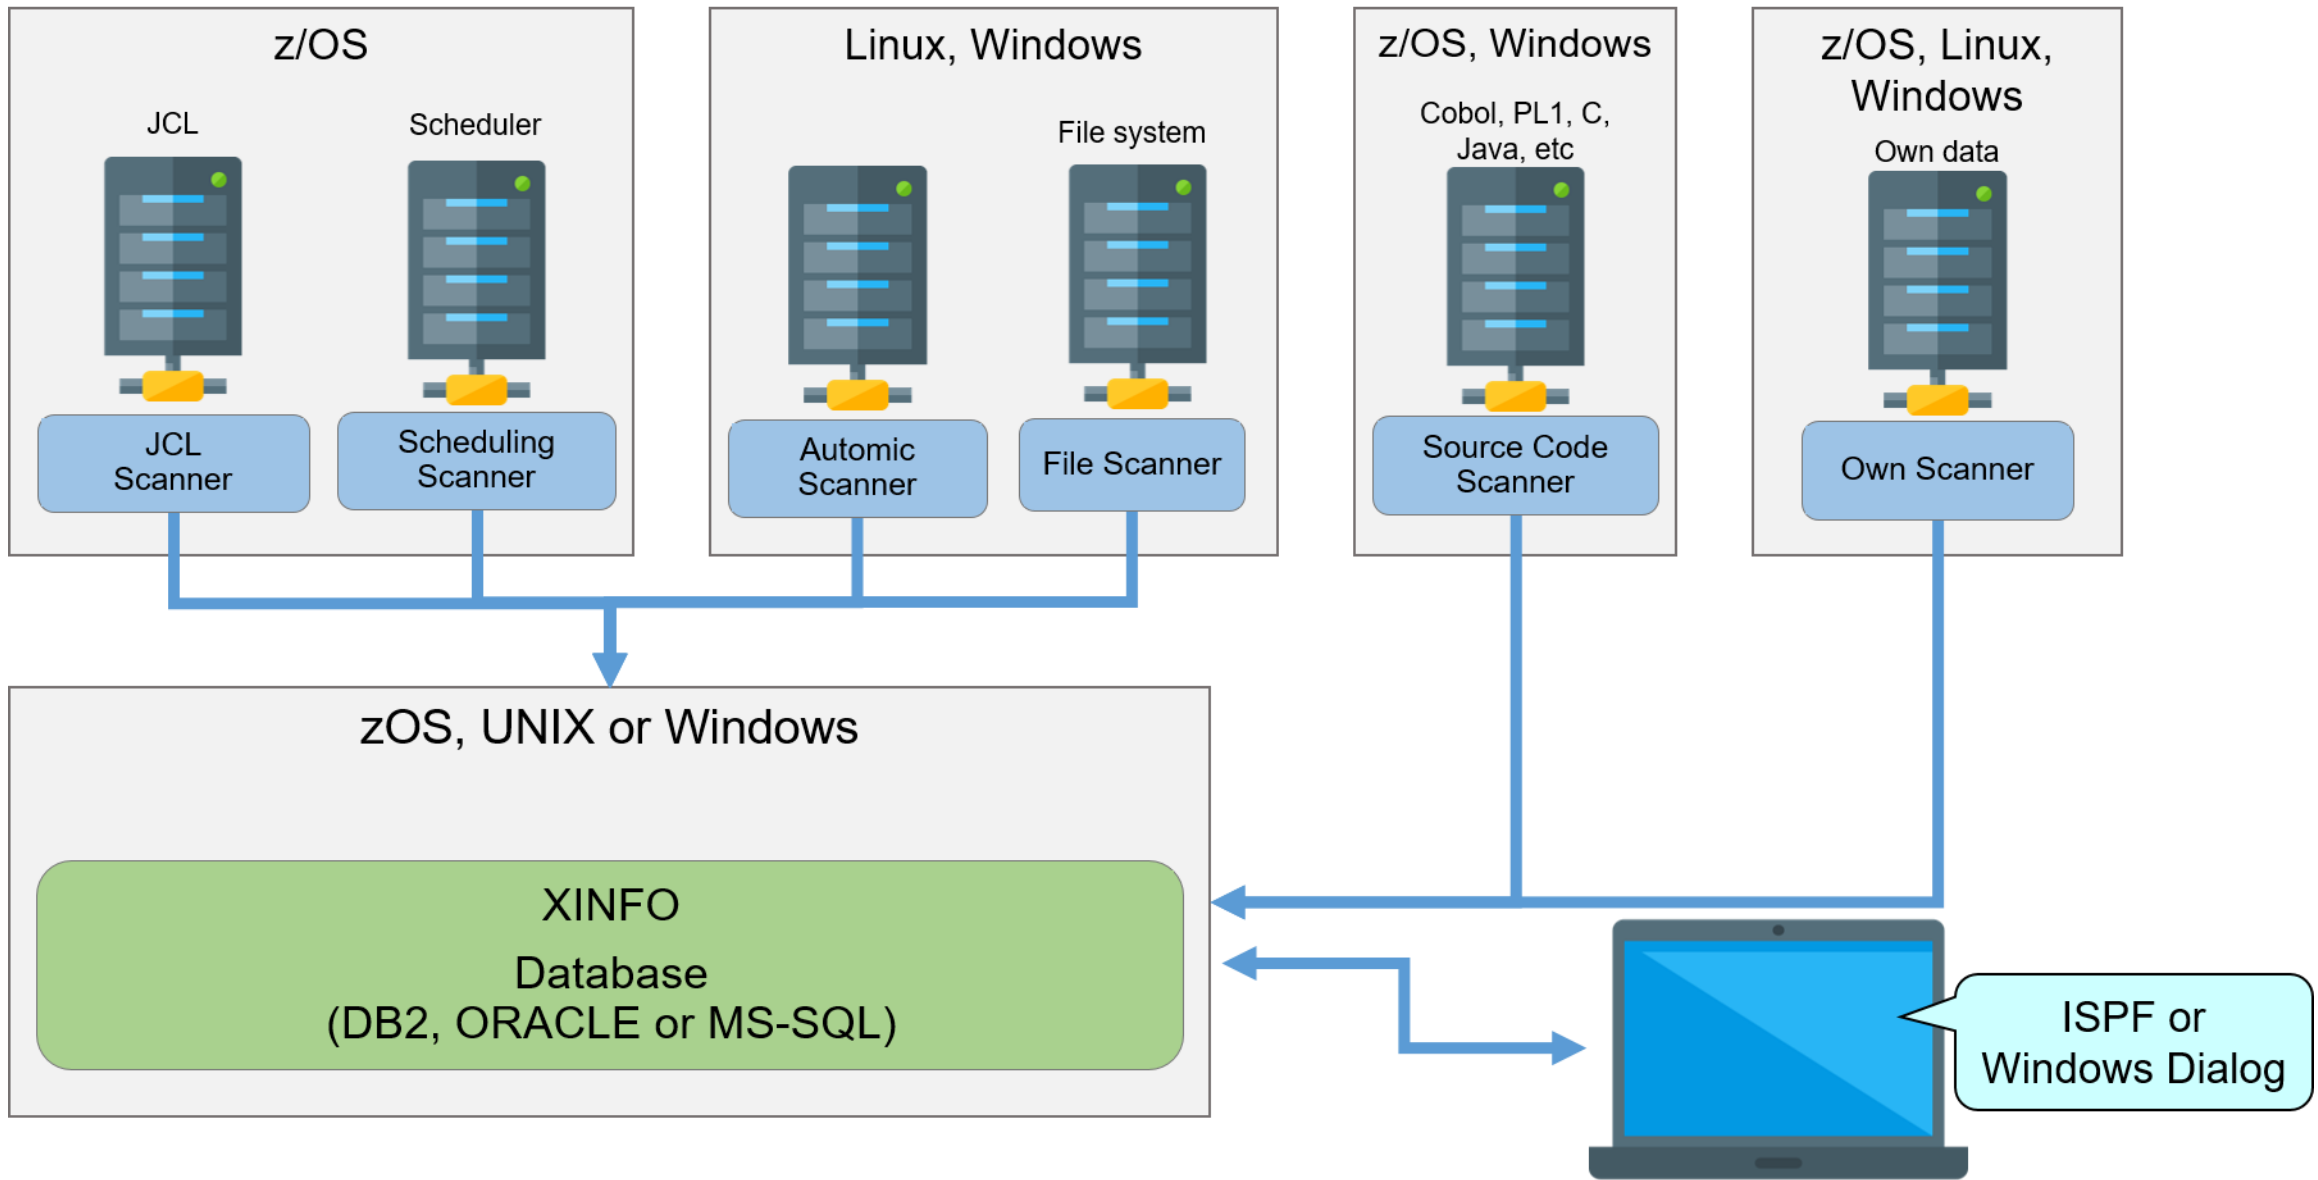 z/OS
JCL
Scheduler
JCL
Scanner
Scheduling
Scanner
Linux, Windows
File system
Automic
Scanner
File Scanner
z/OS, Windows
Cobol, PL1, C,
Java, etc
Source Code
Scanner
z/OS, Linux,
Windows
Own data
Own Scanner
zOS, UNIX or Windows
XINFO
Database
(DB2, ORACLE or MS-SQL)
ISPF or
Windows Dialog